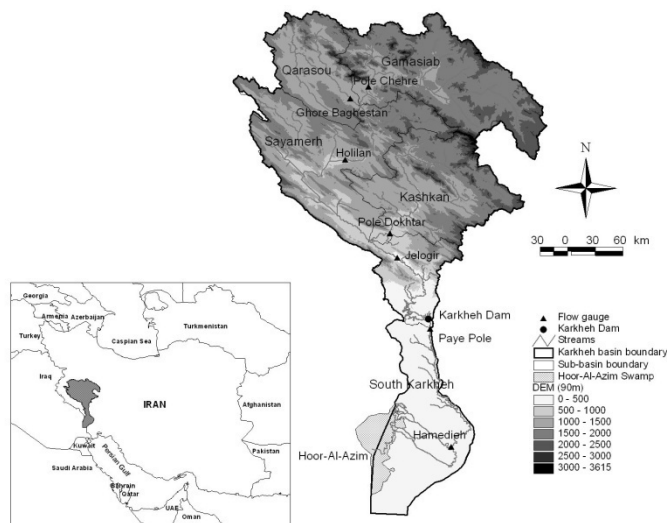 Qarasou
Gamasiab
Pole Chehre
Ghore Baghestan
Sayamerh
Holilan
Kashkan
Pole Dokhtar
Jelogir
Karkheh Dam
Paye Pole
South Karkheh
Hamedieh
Hoor-Al-Azim
N
30 0 30 60 km
Flow gauge
Karkheh Dam
Streams
Karkheh basin boundary
Sub-basin boundary
Hoor-Al-Azim Swamp
DEM (90m)
0 - 500
500 - 1000
1000 - 1500
1500 - 2000
2000 - 2500
2500 - 3000
3000 - 3615
Georgia
Armenia
Azerbaijan
Turkey
Caspian Sea
Turkmenistan
Iraq
IRAN
Afghanistan
Kuwait
Saudi Arabia
Persian Gulf
Pakistan
Bahrain
Qatar
UAE
Oman